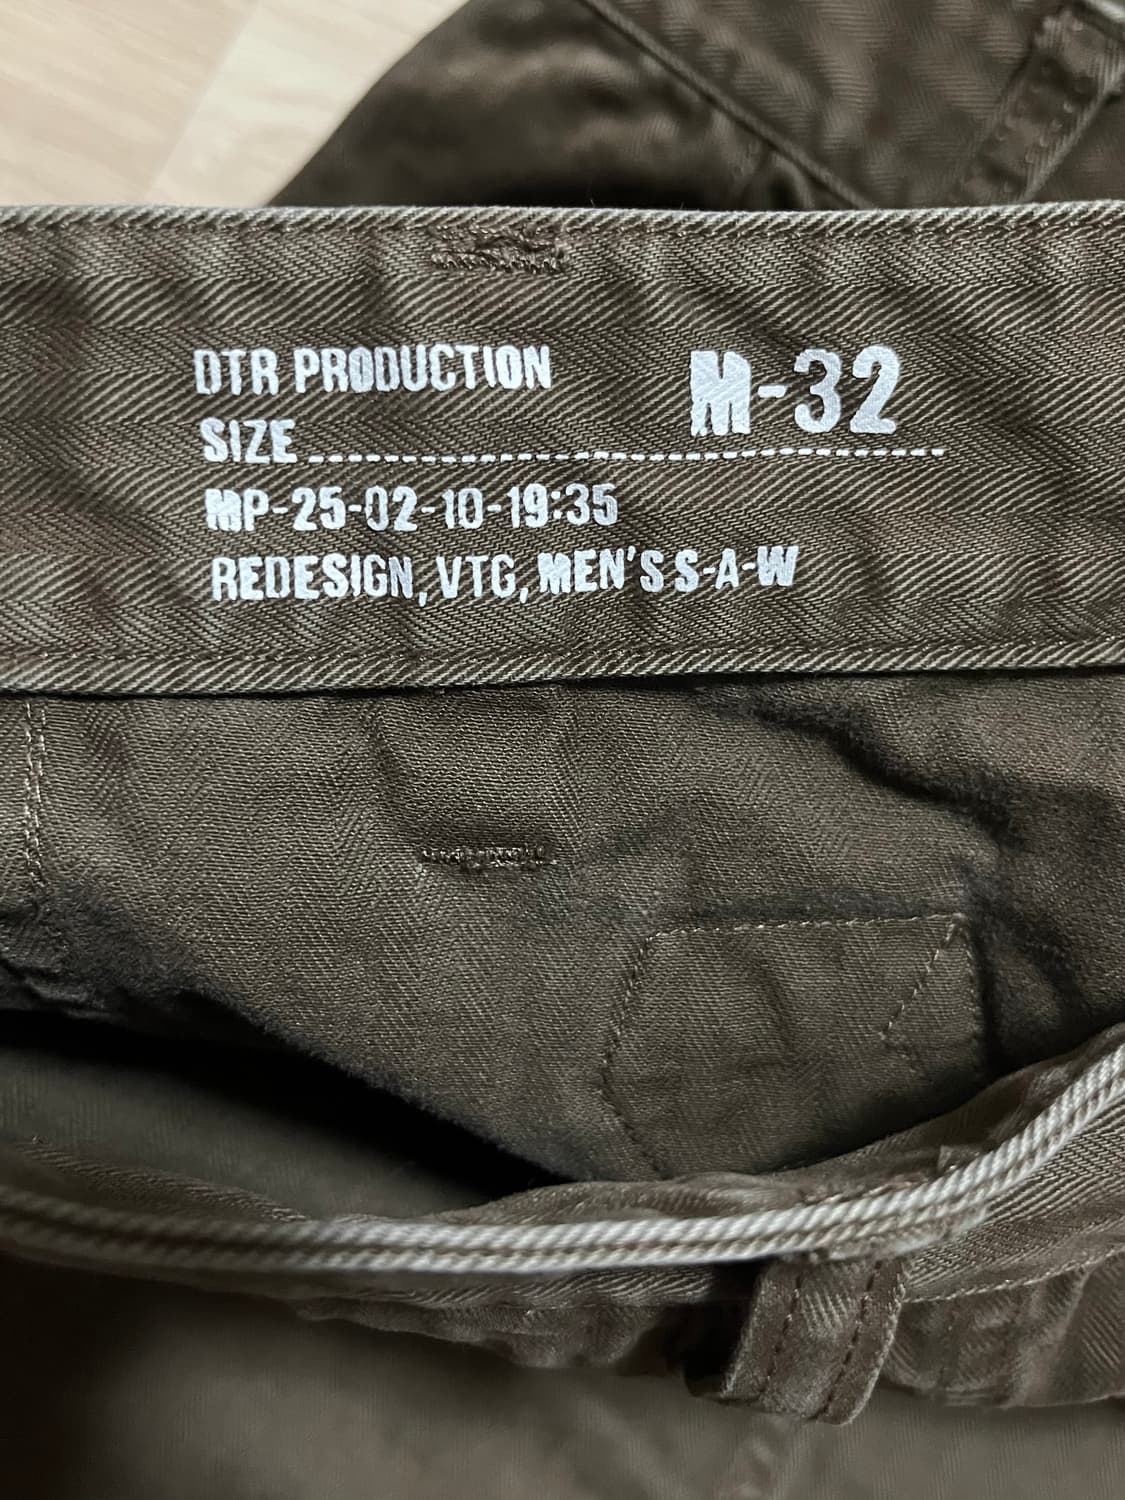 DTR PRODUCTION
M-32
SIZE
MP-25-02-10-19:35
REDESIGN, VTG, MEN'S S-A-W